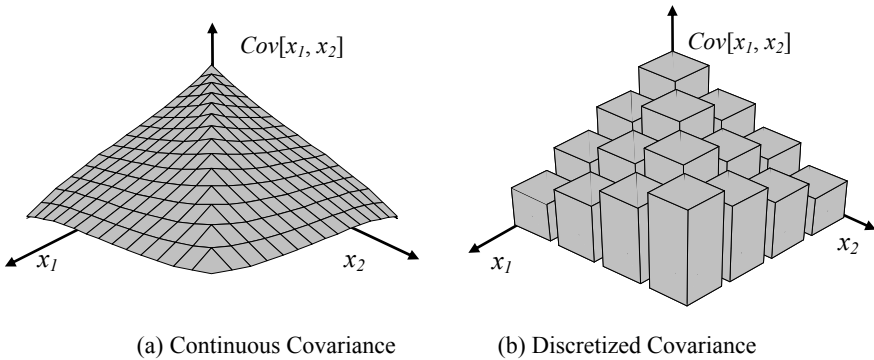 Cov[x1, x2]
Cov[x1, x2]
x1
x2
x1
x2
(a) Continuous Covariance
(b) Discretized Covariance